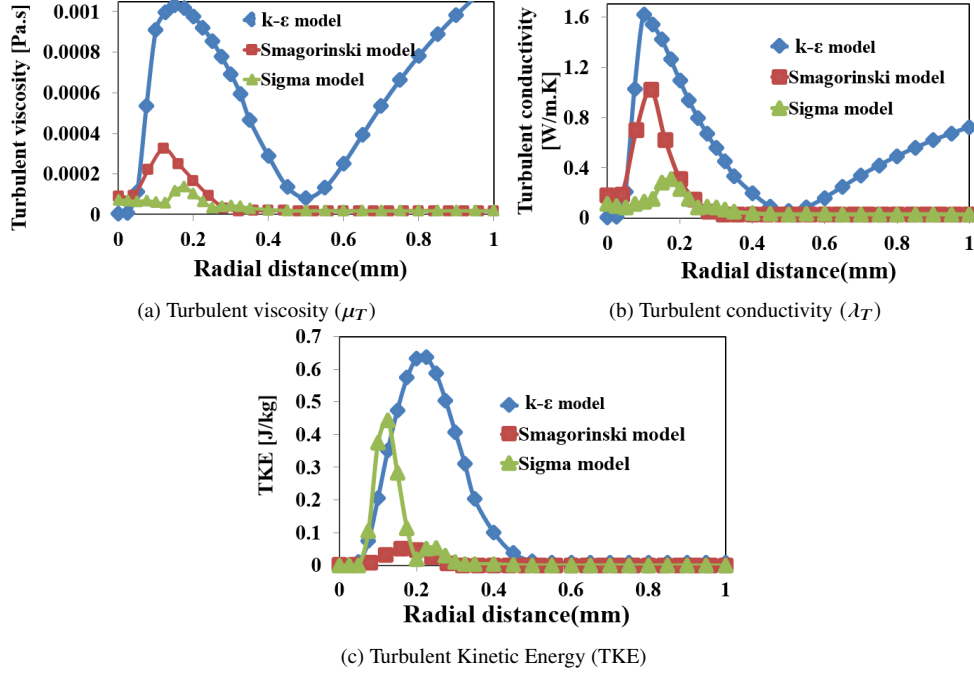 Turbulent viscosity [Pa.s]
0.001
0.0008
0.0006
0.0004
0.0002
0
k-ε model
Smagorinski model
Sigma model
0 0.2 0.4 0.6 0.8 1
Radial distance(mm)
(a) Turbulent viscosity (μT)
Turbulent conductivity
[W/m.K]
1.6
1.2
0.8
0.4
0
k-ε model
Smagorinski model
Sigma model
0 0.2 0.4 0.6 0.8 1
Radial distance(mm)
(b) Turbulent conductivity (λT)
TKE [J/kg]
0.7
0.6
0.5
0.4
0.3
0.2
0.1
0
k-ε model
Smagorinski model
Sigma model
0 0.2 0.4 0.6 0.8 1
Radial distance(mm)
(c) Turbulent Kinetic Energy (TKE)